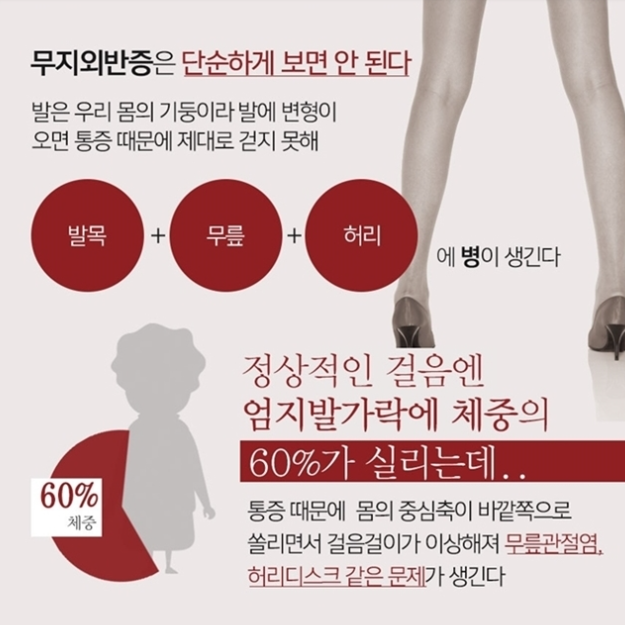 무지외반증은 단순하게 보면 안 된다
발은 우리 몸의 기둥이라 발에 변형이
오면 통증 때문에 제대로 걷지 못해
발목 + 무릎 + 허리
에 병이 생긴다
정상적인 걸음엔
엄지발가락에 체중의
60%가 실리는데..
60%
체중
통증 때문에 몸의 중심축이 바깥쪽으로
쏠리면서 걸음걸이가 이상해져 무릎관절염,
허리디스크 같은 문제가 생긴다